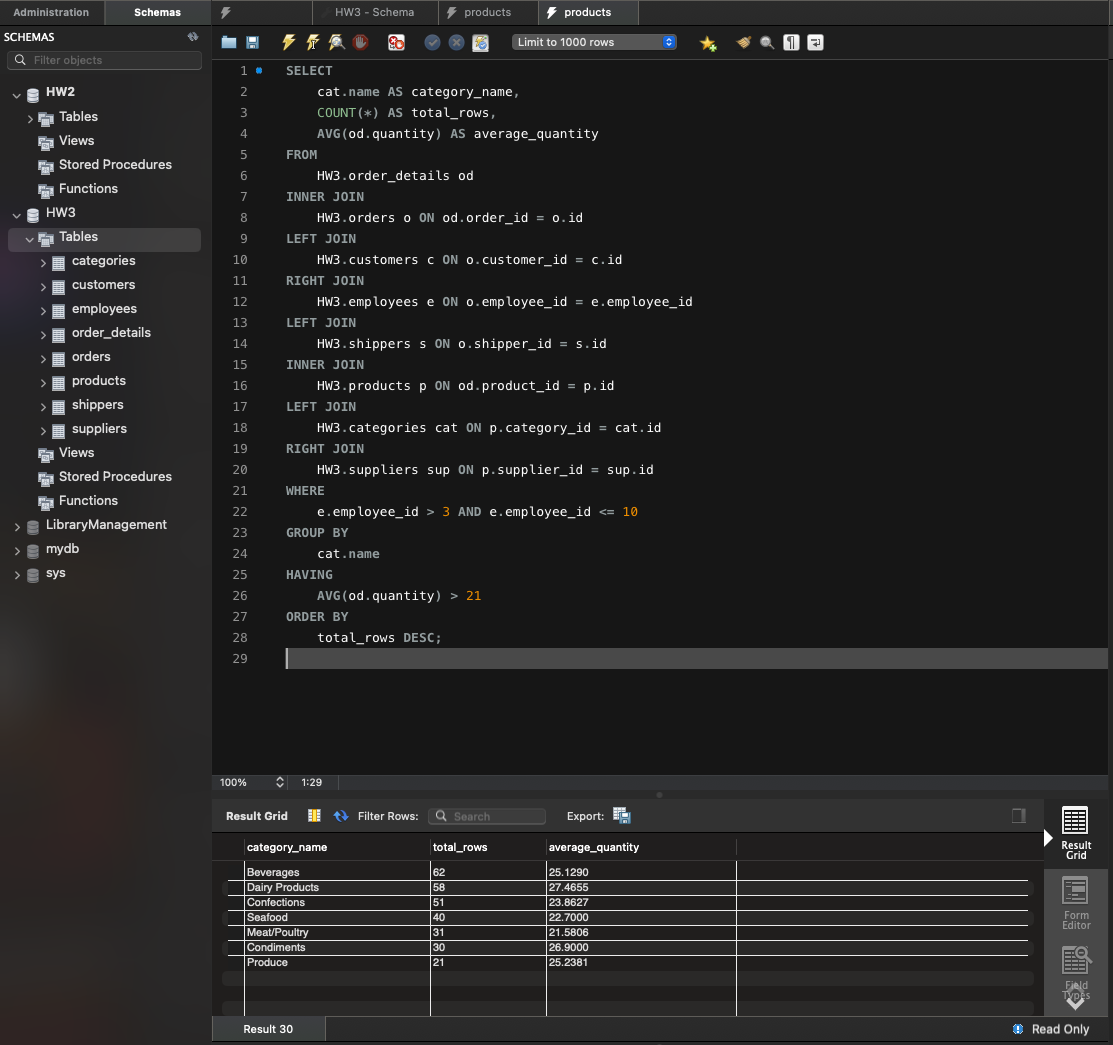 Administration Schemas
HW3 - Schema products products
SCHEMAS
Filter objects
Limit to 1000 rows
HW2
Tables
Views
Stored Procedures
Functions
HW3
Tables
categories
customers
employees
order_details
orders
products
shippers
suppliers
Views
Stored Procedures
Functions
LibraryManagement
mydb
sys
1 SELECT
2 cat.name AS category_name,
3 COUNT(*) AS total_rows,
4 AVG(od.quantity) AS average_quantity
5 FROM
6 HW3.order_details od
7 INNER JOIN
8 HW3.orders o ON od.order_id = o.id
9 LEFT JOIN
10 HW3.customers c ON o.customer_id = c.id
11 RIGHT JOIN
12 HW3.employees e ON o.employee_id = e.employee_id
13 LEFT JOIN
14 HW3.shippers s ON o.shipper_id = s.id
15 INNER JOIN
16 HW3.products p ON od.product_id = p.id
17 LEFT JOIN
18 HW3.categories cat ON p.category_id = cat.id
19 RIGHT JOIN
20 HW3.suppliers sup ON p.supplier_id = sup.id
21 WHERE
22 e.employee_id > 3 AND e.employee_id <= 10
23 GROUP BY
24 cat.name
25 HAVING
26 AVG(od.quantity) > 21
27 ORDER BY
28 total_rows DESC;
29
100% 1:29
Result Grid Filter Rows: Search Export:
category_name total_rows average_quantity
Beverages 62 25.1290
Dairy Products 58 27.4655
Confections 51 23.8627
Seafood 40 22.7000
Meat/Poultry 31 21.5806
Condiments 30 26.9000
Produce 21 25.2381
Result
Grid
Form
Editor
Field
Types
Result 30 Read Only